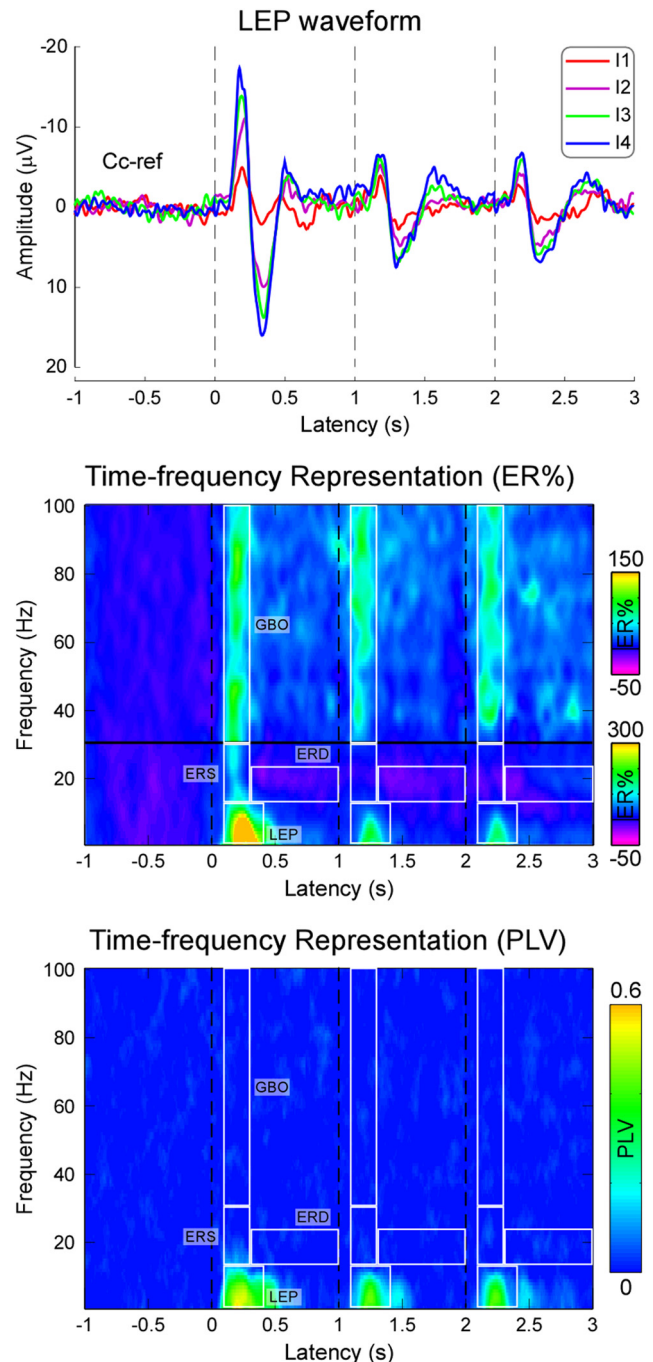 LEP waveform
-20
-10
0
10
20
Amplitude (µV)
Cc-ref
I1
I2
I3
I4
-1 -0.5 0 0.5 1 1.5 2 2.5 3
Latency (s)
Time-frequency Representation (ER%)
100
80
60
40
20
Frequency (Hz)
GBO
ERD
ERS
LEP
150
ER%
-50
300
ER%
-50
-1 -0.5 0 0.5 1 1.5 2 2.5 3
Latency (s)
Time-frequency Representation (PLV)
100
80
60
40
20
Frequency (Hz)
GBO
ERD
ERS
LEP
0.6
PLV
0
-1 -0.5 0 0.5 1 1.5 2 2.5 3
Latency (s)